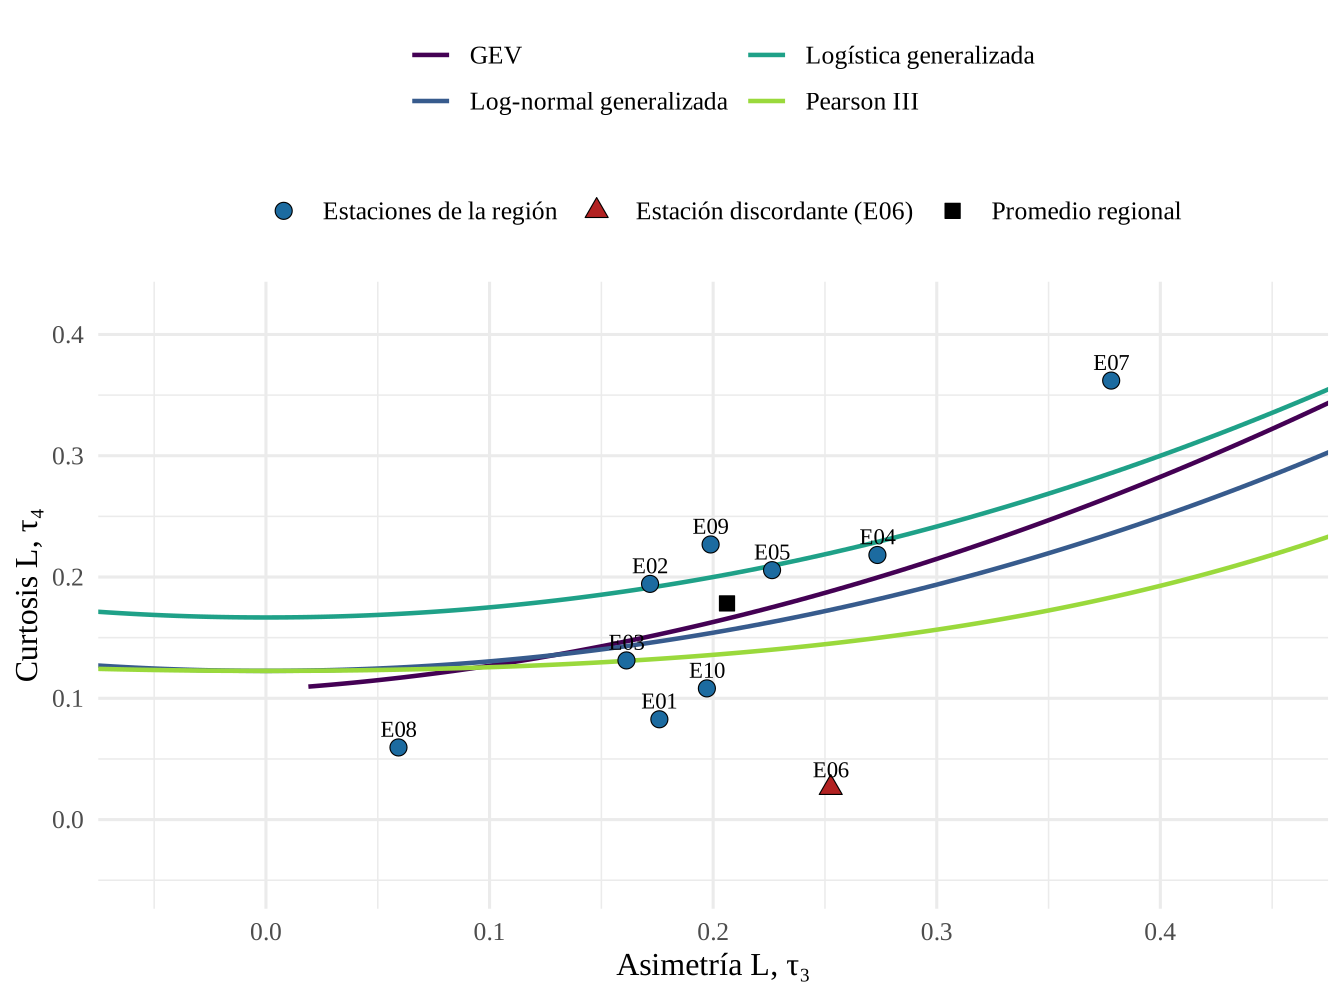 GEV
Logística generalizada
Log-normal generalizada
Pearson III
Estaciones de la región
Estación discordante (E06)
Promedio regional
0.4
E07
0.3
E09
E04
E05
E02
0.2
E03
E10
E01
0.1
E08
E06
0.0
Curtosis L, τ₄
0.0 0.1 0.2 0.3 0.4
Asimetría L, τ₃